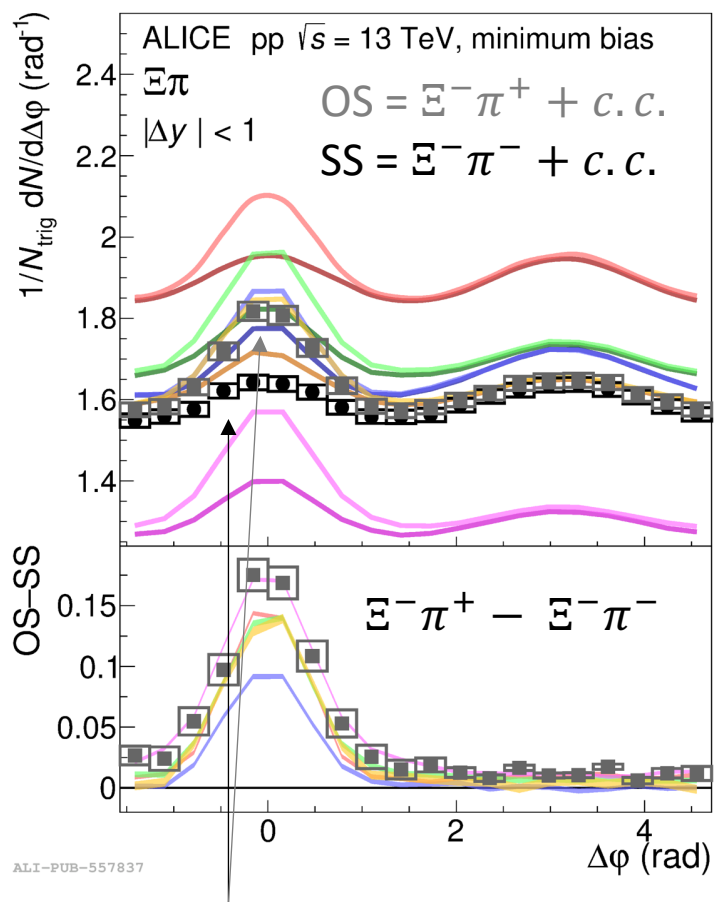 ALICE pp √s = 13 TeV, minimum bias
Ξπ
|Δy| < 1
OS = Ξ⁻π⁺ + c.c.
SS = Ξ⁻π⁻ + c.c.
1/N_trig dN/dΔφ (rad⁻¹)
2.4
2.2
2
1.8
1.6
1.4
OS–SS
Ξ⁻π⁺ − Ξ⁻π⁻
0.15
0.1
0.05
0
0
2
4
Δφ (rad)
ALI-PUB-557837